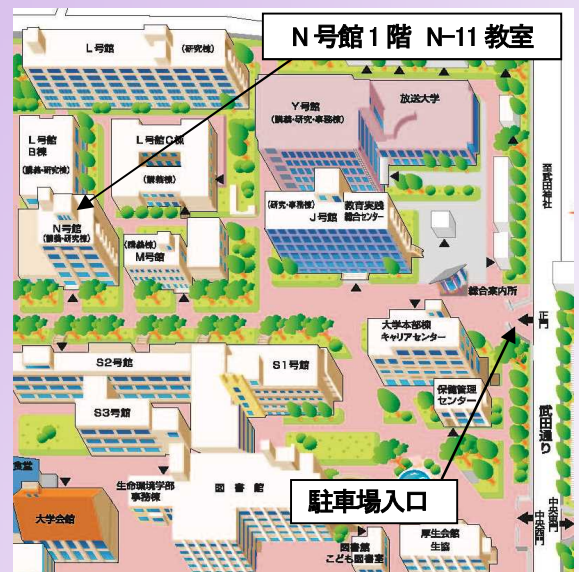 N号館1階 N-11教室
L号館
(研究棟)
Y号館
(講義・研究・事務棟)
放送大学
L号館
B棟
(講義・研究棟)
L号館C棟
(講義棟)
至武田神社
(研究・事務棟)
J号館
教育実践
総合センター
N号館
(講義・研究棟)
(講義棟)
M号館
総合案内所
正門
大学本部棟
キャリアセンター
S2号館
S1号館
保健管理
センター
武田通り
S3号館
食堂
生命環境学部
事務棟
図書館
駐車場入口
大学会館
中央西門
中央東門
図書館
こども図書室
厚生会館
生協